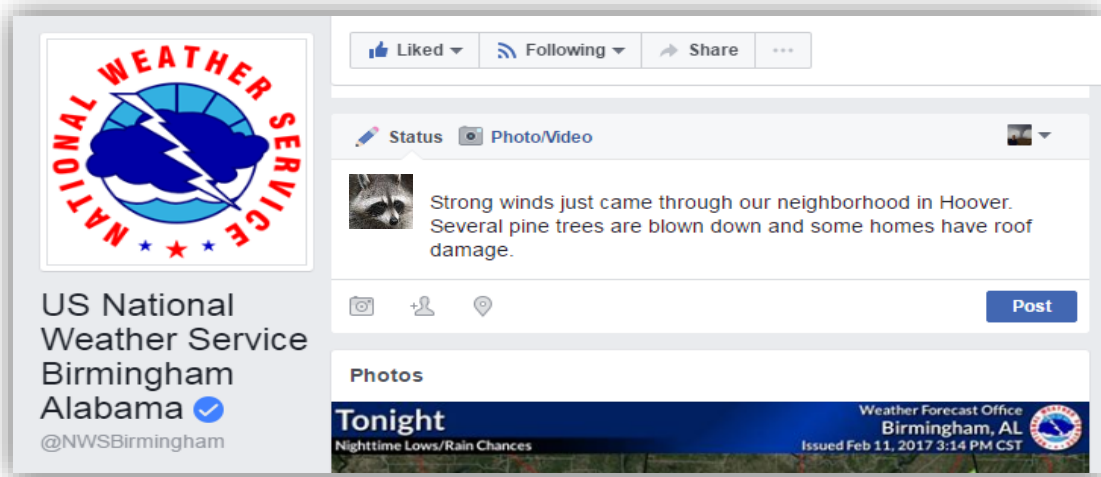 NATIONAL WEATHER SERVICE
US National
Weather Service
Birmingham
Alabama
@NWSBirmingham
Liked
Following
Share
Status
Photo/Video
Strong winds just came through our neighborhood in Hoover.
Several pine trees are blown down and some homes have roof
damage.
Post
Photos
Tonight
Nighttime Lows/Rain Chances
Weather Forecast Office
Birmingham, AL
Issued Feb 11, 2017 3:14 PM CST